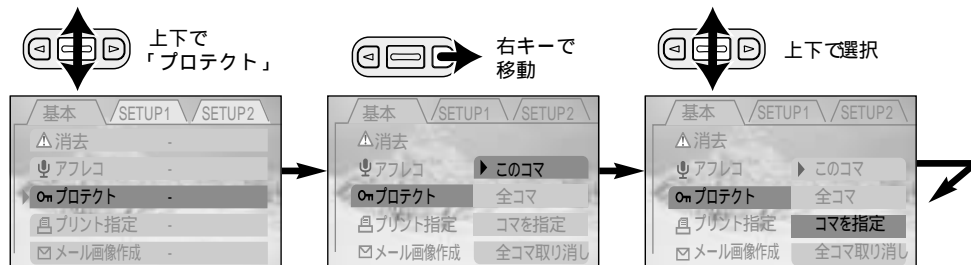 上下で
「プロテクト」
基本 SETUP1 SETUP2
消去 -
アフレコ -
プロテクト -
プリント指定 -
メール画像作成 -
右キーで
移動
基本 SETUP1 SETUP2
消去
アフレコ このコマ
プロテクト 全コマ
プリント指定 コマを指定
メール画像作成 全コマ取り消し
上下で選択
基本 SETUP1 SETUP2
消去
アフレコ このコマ
プロテクト 全コマ
プリント指定 コマを指定
メール画像作成 全コマ取り消し